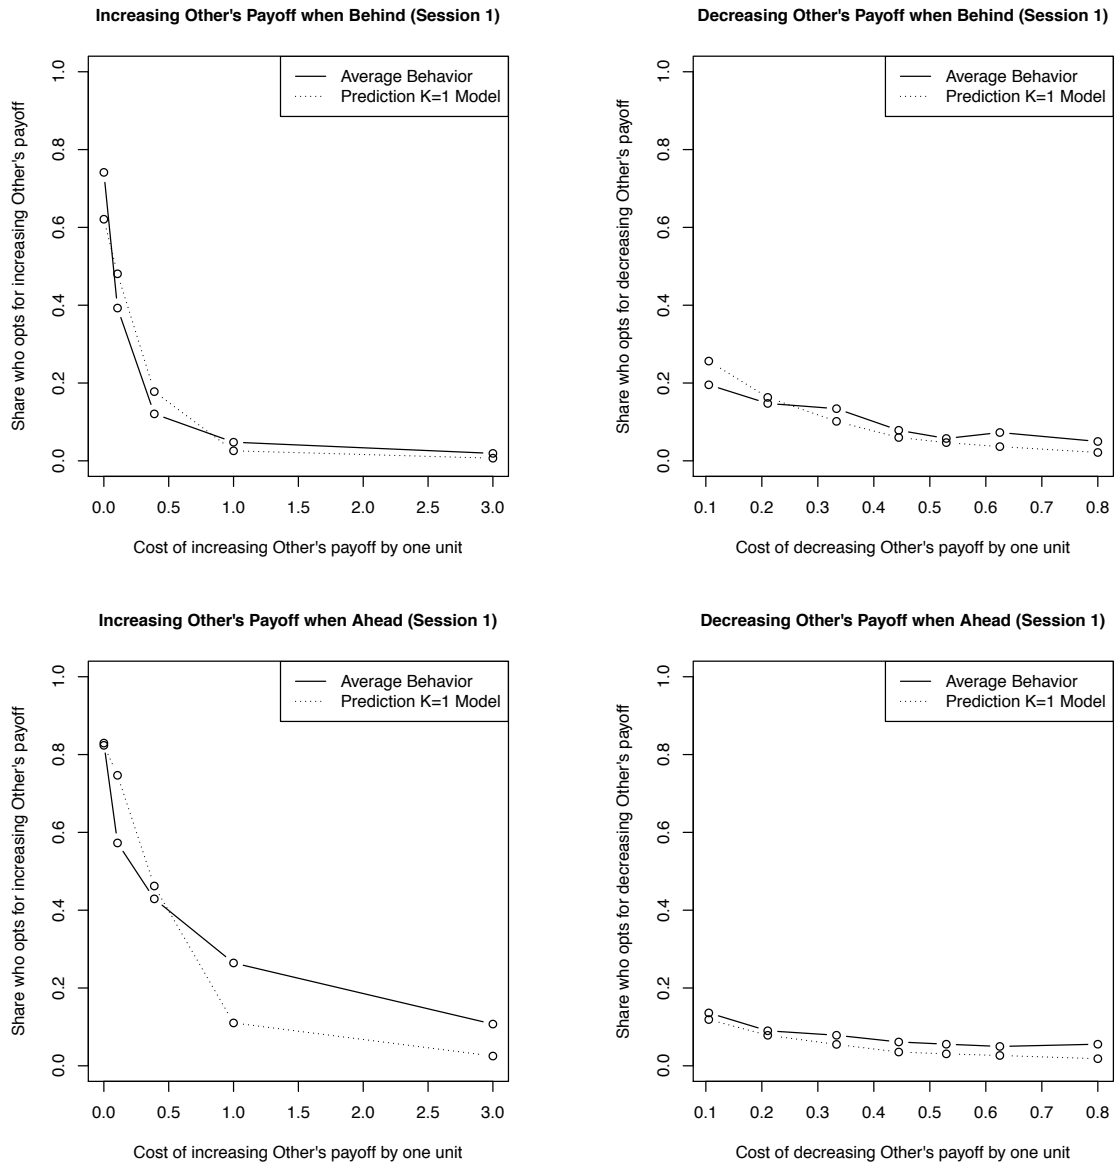 Increasing Other's Payoff when Behind (Session 1)
Share who opts for increasing Other's payoff
1.0
0.8
0.6
0.4
0.2
0.0
Average Behavior
Prediction K=1 Model
0.0 0.5 1.0 1.5 2.0 2.5 3.0
Cost of increasing Other's payoff by one unit
Decreasing Other's Payoff when Behind (Session 1)
Share who opts for decreasing Other's payoff
1.0
0.8
0.6
0.4
0.2
0.0
Average Behavior
Prediction K=1 Model
0.1 0.2 0.3 0.4 0.5 0.6 0.7 0.8
Cost of decreasing Other's payoff by one unit
Increasing Other's Payoff when Ahead (Session 1)
Share who opts for increasing Other's payoff
1.0
0.8
0.6
0.4
0.2
0.0
Average Behavior
Prediction K=1 Model
0.0 0.5 1.0 1.5 2.0 2.5 3.0
Cost of increasing Other's payoff by one unit
Decreasing Other's Payoff when Ahead (Session 1)
Share who opts for decreasing Other's payoff
1.0
0.8
0.6
0.4
0.2
0.0
Average Behavior
Prediction K=1 Model
0.1 0.2 0.3 0.4 0.5 0.6 0.7 0.8
Cost of decreasing Other's payoff by one unit